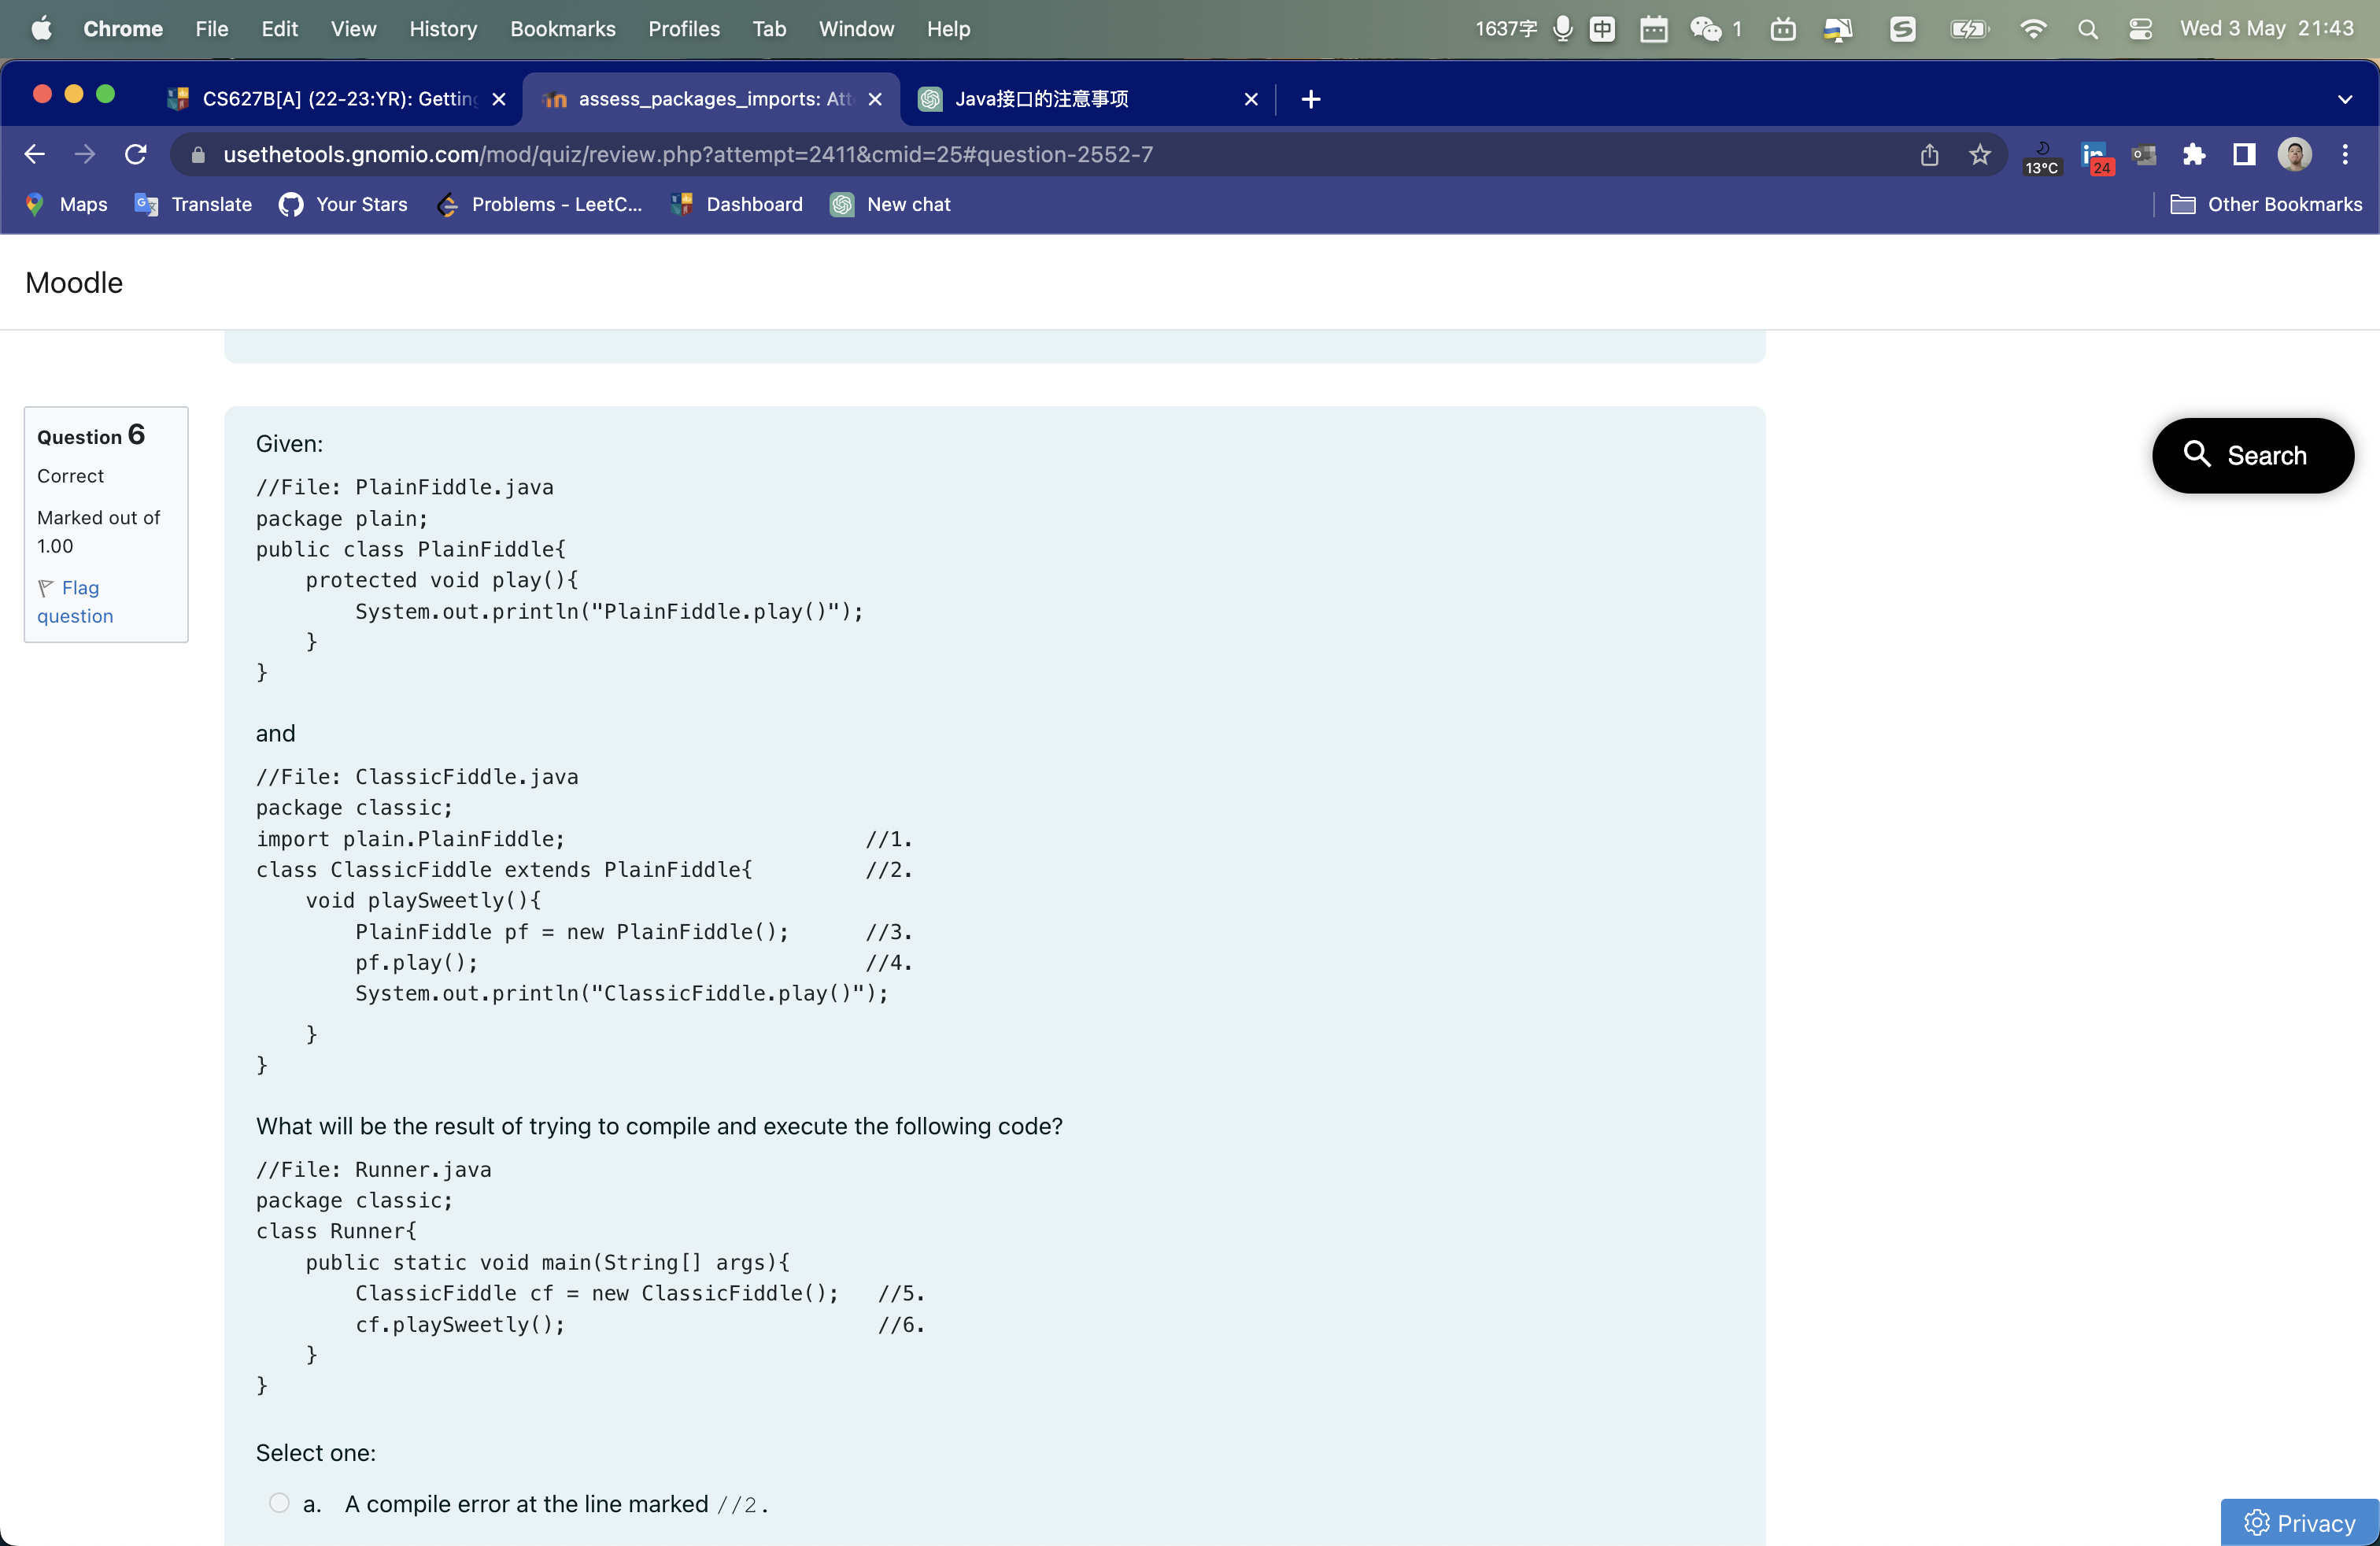 Chrome File Edit View History Bookmarks Profiles Tab Window Help 1637字 中 1 Wed 3 May 21:43
CS627B[A] (22-23:YR): Getting assess_packages_imports: Att Java接口的注意事项
usethetools.gnomio.com/mod/quiz/review.php?attempt=2411&cmid=25#question-2552-7 13°C 24
Maps Translate Your Stars Problems - LeetC... Dashboard New chat Other Bookmarks
Moodle
Question 6
Correct
Marked out of
1.00
Flag
question
Search
Given:
//File: PlainFiddle.java
package plain;
public class PlainFiddle{
    protected void play(){
        System.out.println("PlainFiddle.play()");
    }
}
and
//File: ClassicFiddle.java
package classic;
import plain.PlainFiddle;                        //1.
class ClassicFiddle extends PlainFiddle{         //2.
    void playSweetly(){
        PlainFiddle pf = new PlainFiddle();      //3.
        pf.play();                               //4.
        System.out.println("ClassicFiddle.play()");
    }
}
What will be the result of trying to compile and execute the following code?
//File: Runner.java
package classic;
class Runner{
    public static void main(String[] args){
        ClassicFiddle cf = new ClassicFiddle();   //5.
        cf.playSweetly();                         //6.
    }
}
Select one:
a. A compile error at the line marked //2.
Privacy